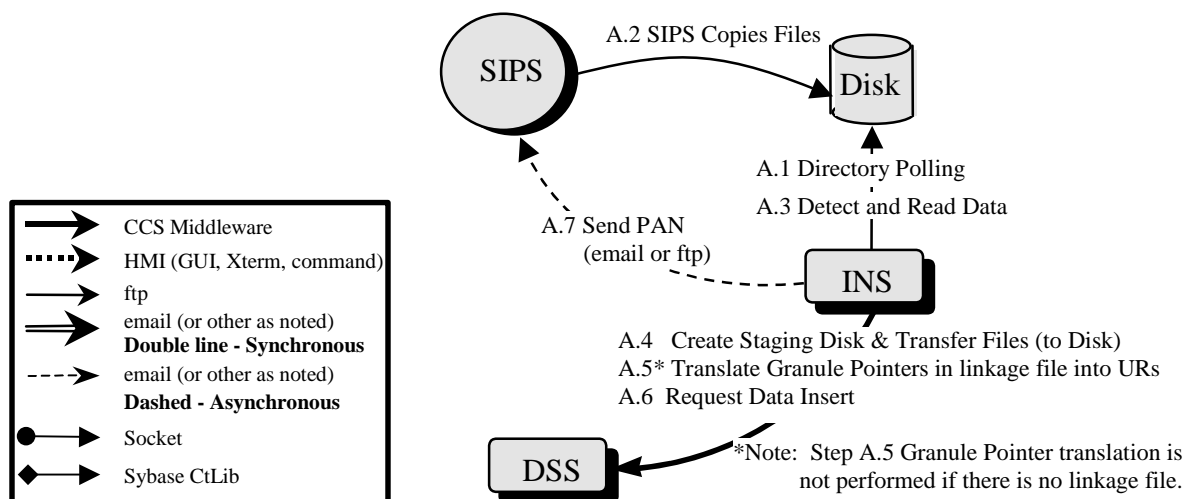 A.2 SIPS Copies Files
SIPS
Disk
A.1 Directory Polling
A.3 Detect and Read Data
A.7 Send PAN
(email or ftp)
INS
A.4 Create Staging Disk & Transfer Files (to Disk)
A.5* Translate Granule Pointers in linkage file into URs
A.6 Request Data Insert
DSS
*Note: Step A.5 Granule Pointer translation is
not performed if there is no linkage file.
CCS Middleware
HMI (GUI, Xterm, command)
ftp
email (or other as noted)
Double line - Synchronous
email (or other as noted)
Dashed - Asynchronous
Socket
Sybase CtLib